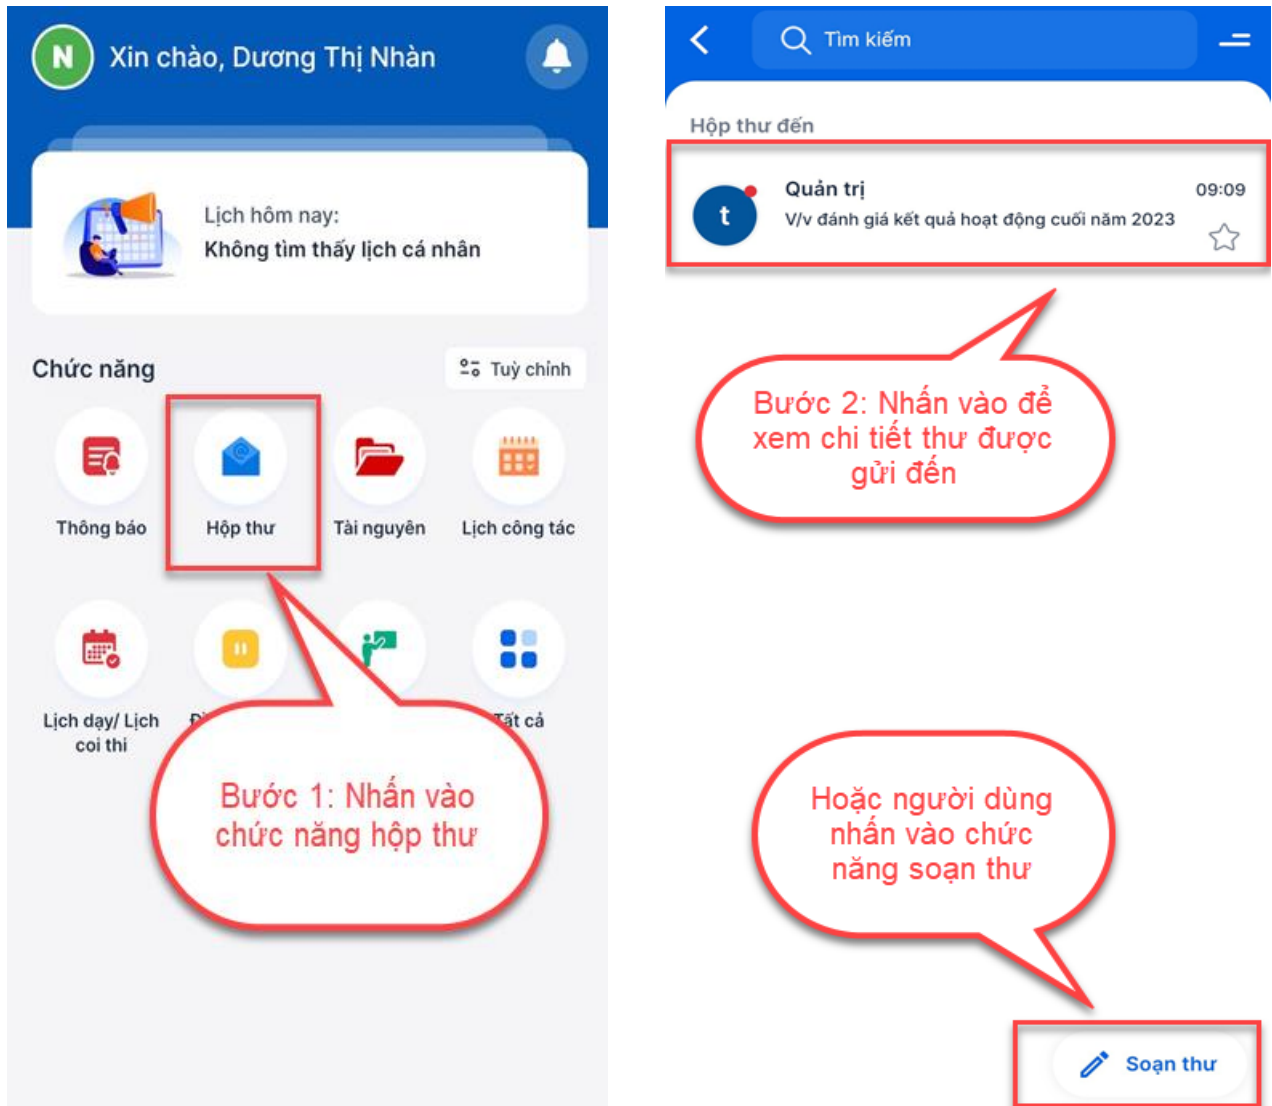 N
Xin chào, Dương Thị Nhàn
Lịch hôm nay:
Không tìm thấy lịch cá nhân
Chức năng
Tuỳ chỉnh
Thông báo
Hộp thư
Tài nguyên
Lịch công tác
Lịch dạy/ Lịch
coi thi
Tất cả
Bước 1: Nhấn vào
chức năng hộp thư
Tìm kiếm
Hộp thư đến
t
Quản trị
09:09
V/v đánh giá kết quả hoạt động cuối năm 2023
Bước 2: Nhấn vào để
xem chi tiết thư được
gửi đến
Hoặc người dùng
nhấn vào chức
năng soạn thư
Soạn thư